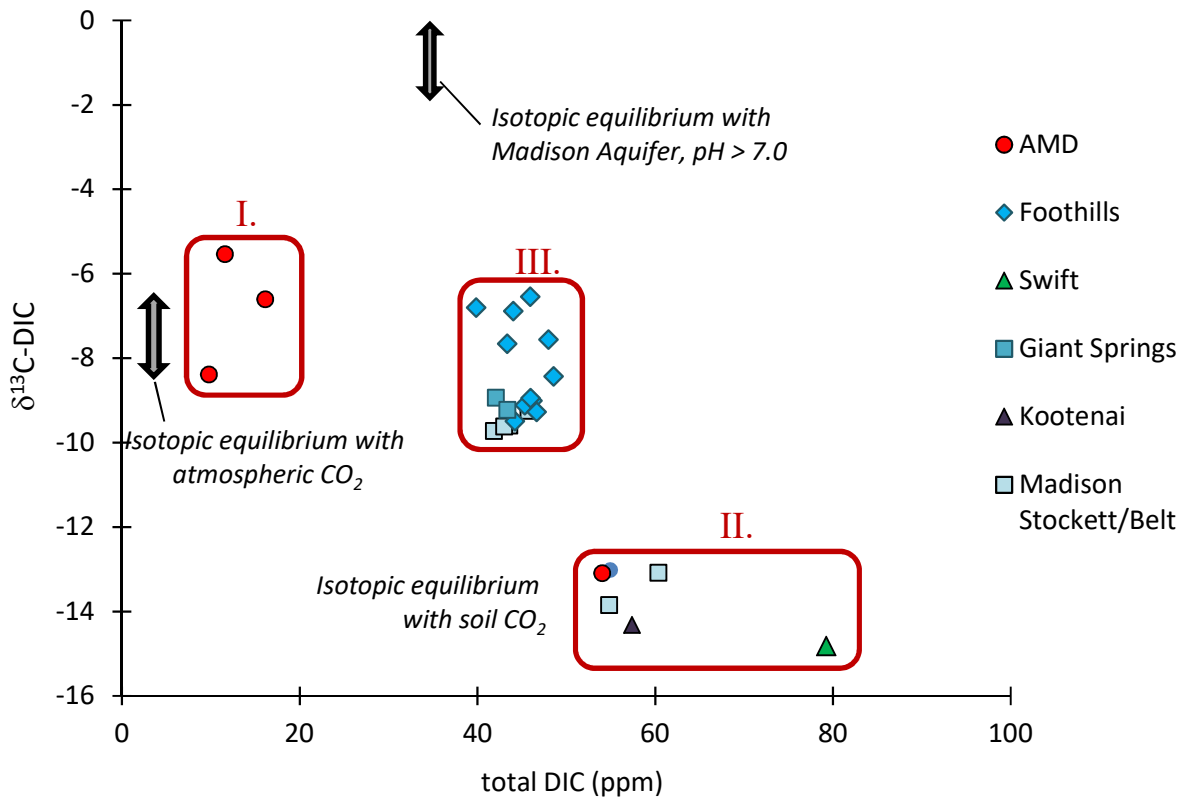 0
-2
-4
-6
-8
-10
-12
-14
-16
0
20
40
60
80
100
δ¹³C-DIC
total DIC (ppm)
Isotopic equilibrium with
Madison Aquifer, pH > 7.0
I.
III.
II.
Isotopic equilibrium with
atmospheric CO₂
Isotopic equilibrium
with soil CO₂
AMD
Foothills
Swift
Giant Springs
Kootenai
Madison
Stockett/Belt